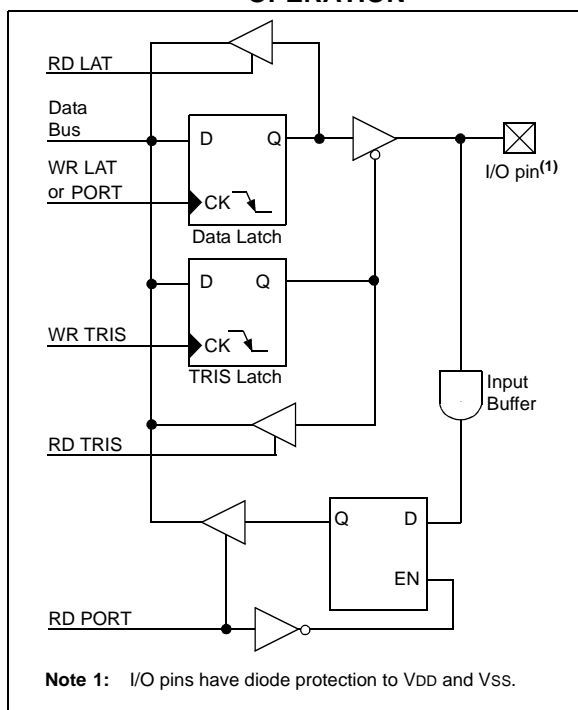 OPERATION
RD LAT
Data
Bus
D
Q
WR LAT
or PORT
CK
Data Latch
I/O pin(1)
D
Q
WR TRIS
CK
TRIS Latch
Input
Buffer
RD TRIS
Q
D
EN
RD PORT
Note 1: I/O pins have diode protection to VDD and VSS.